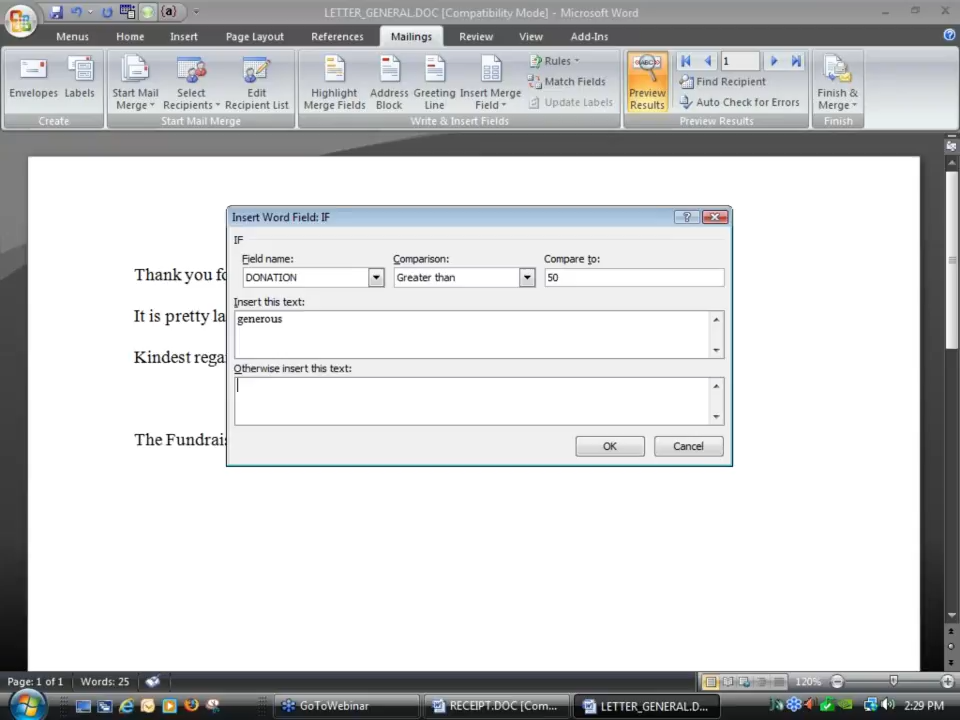 LETTER_GENERAL.DOC [Compatibility Mode] - Microsoft Word
Menus Home Insert Page Layout References Mailings Review View Add-Ins
Envelopes Labels
Create
Start Mail Merge
Select Recipients
Edit Recipient List
Start Mail Merge
Highlight Merge Fields
Address Block
Greeting Line
Insert Merge Field
Rules
Match Fields
Update Labels
Write & Insert Fields
Preview Results
1
Find Recipient
Auto Check for Errors
Preview Results
Finish & Merge
Finish
Thank you fo
It is pretty la
Kindest rega
The Fundrais
Insert Word Field: IF
IF
Field name: Comparison: Compare to:
DONATION Greater than 50
Insert this text:
generous
Otherwise insert this text:
OK Cancel
Page: 1 of 1 Words: 25 120%
GoToWebinar RECEIPT.DOC [Com... LETTER_GENERAL.D... 2:29 PM